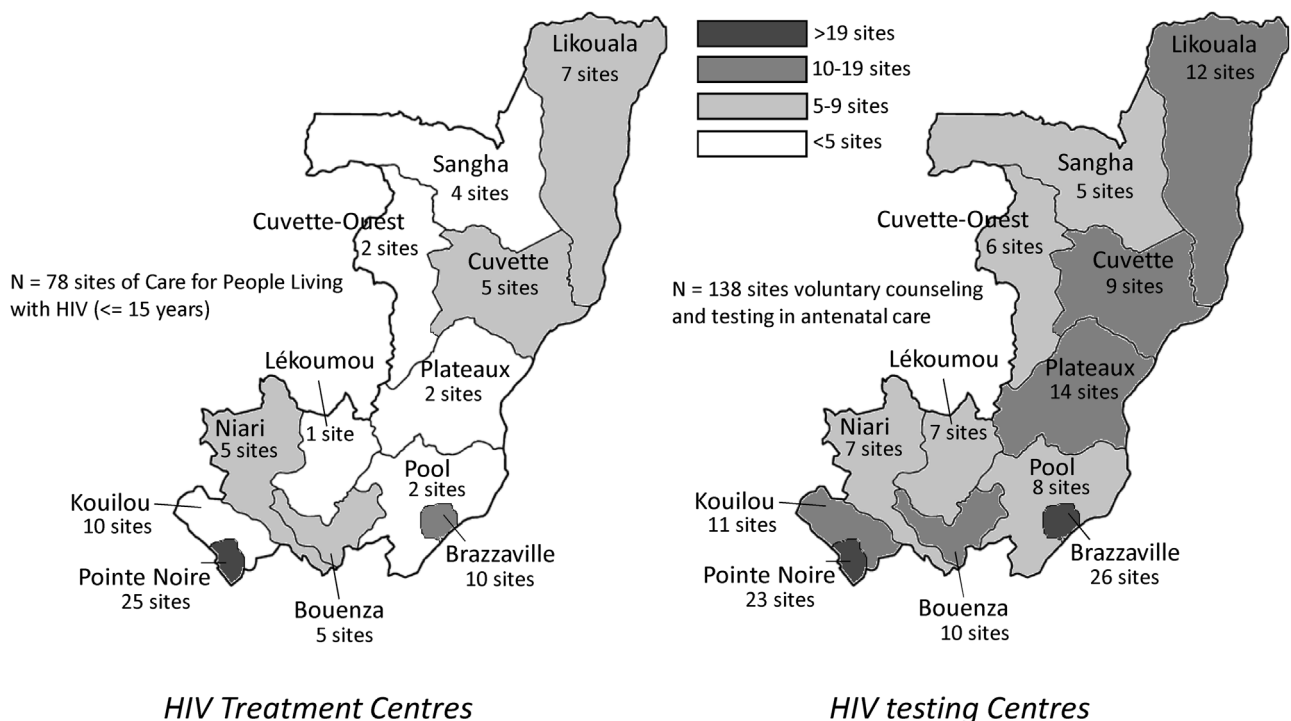 Likouala
7 sites
Sangha
4 sites
Cuvette-Ouest
2 sites
Cuvette
5 sites
N = 78 sites of Care for People Living
with HIV (<= 15 years)
Lékoumou
1 site
Plateaux
2 sites
Niari
5 sites
Pool
2 sites
Kouilou
10 sites
Brazzaville
10 sites
Pointe Noire
25 sites
Bouenza
5 sites
HIV Treatment Centres
>19 sites
10-19 sites
5-9 sites
<5 sites
Likouala
12 sites
Sangha
5 sites
Cuvette-Ouest
6 sites
Cuvette
9 sites
N = 138 sites voluntary counseling
and testing in antenatal care
Lékoumou
7 sites
Plateaux
14 sites
Niari
7 sites
Pool
8 sites
Kouilou
11 sites
Brazzaville
26 sites
Pointe Noire
23 sites
Bouenza
10 sites
HIV testing Centres